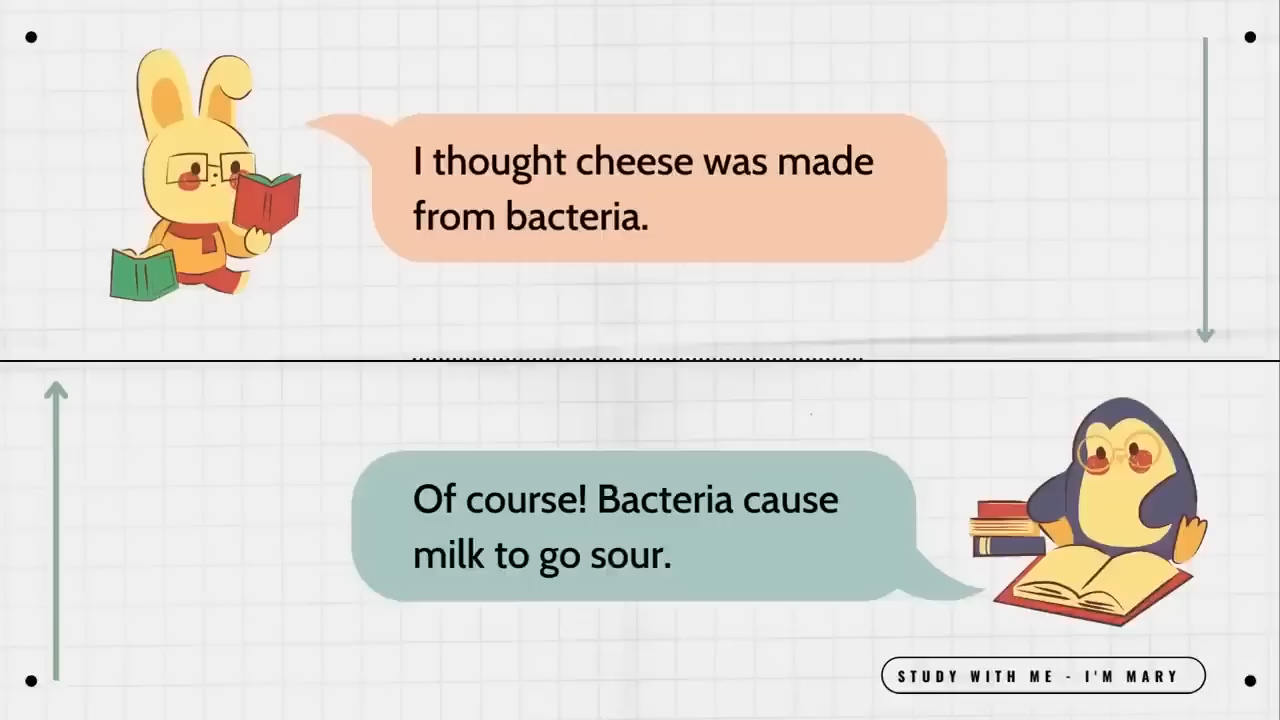 I thought cheese was made
from bacteria.
Of course! Bacteria cause
milk to go sour.
STUDY WITH ME - I'M MARY